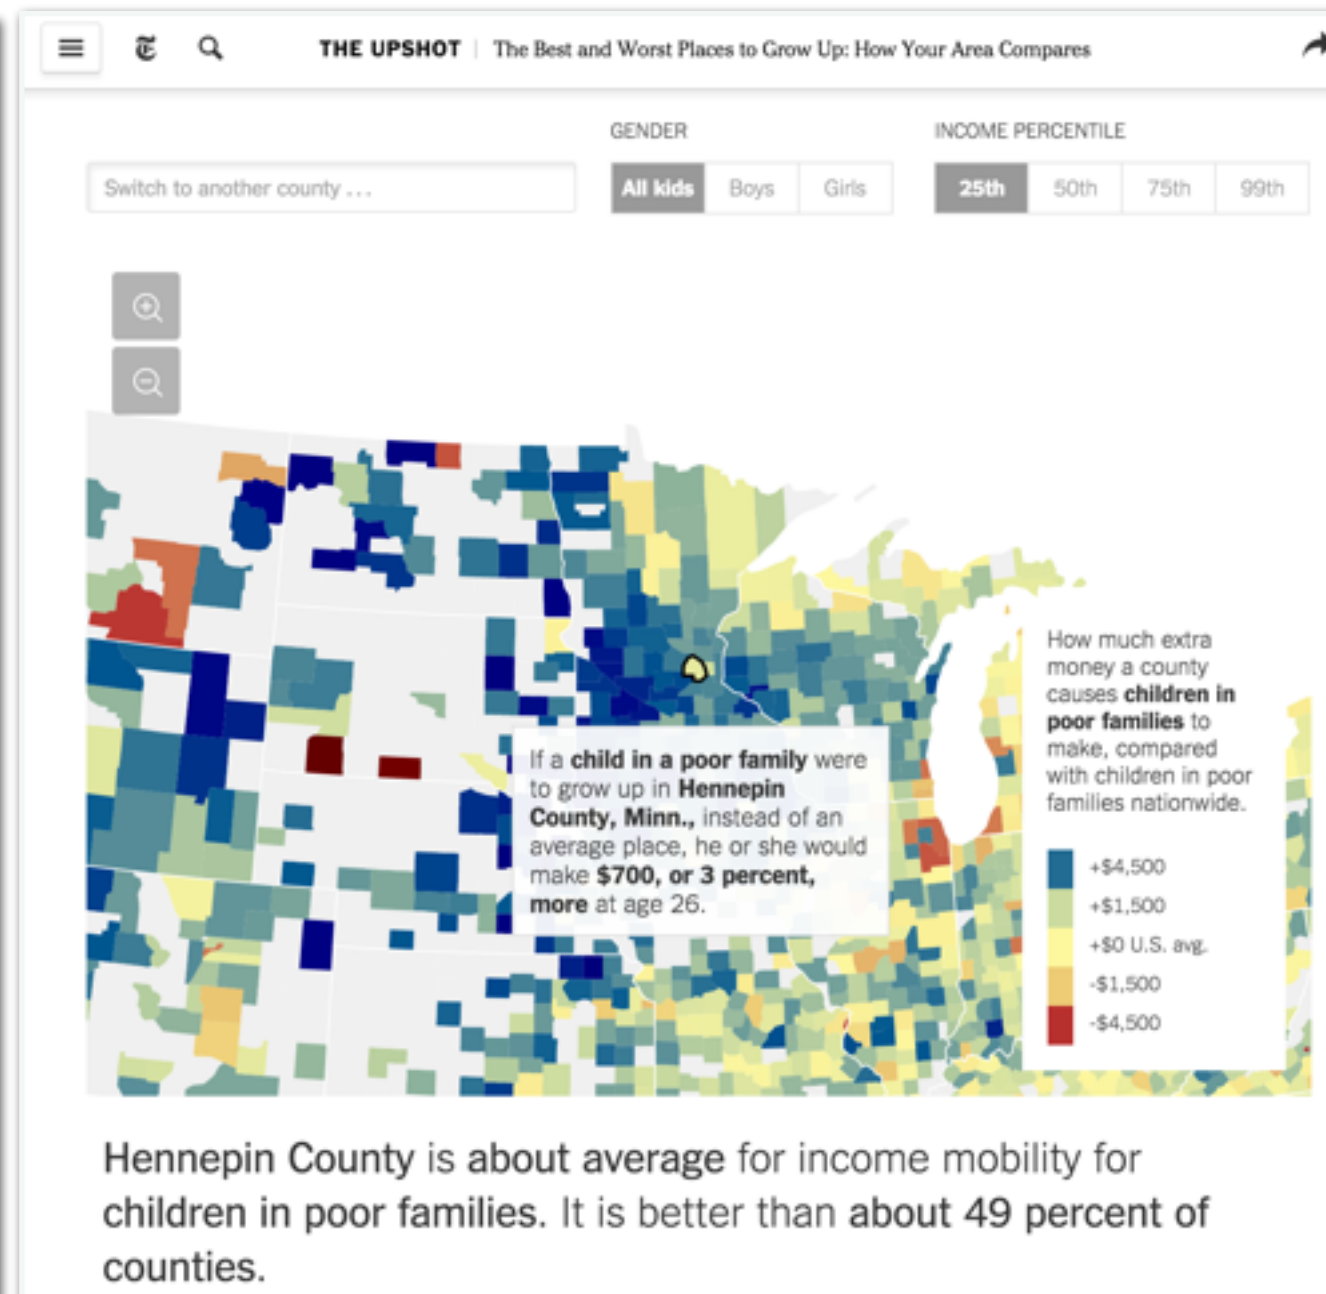 THE UPSHOT | The Best and Worst Places to Grow Up: How Your Area Compares
GENDER
INCOME PERCENTILE
Switch to another county ...
All kids
Boys
Girls
25th
50th
75th
99th
If a child in a poor family were
to grow up in Hennepin
County, Minn., instead of an
average place, he or she would
make $700, or 3 percent,
more at age 26.
How much extra
money a county
causes children in
poor families to
make, compared
with children in poor
families nationwide.
+$4,500
+$1,500
+$0 U.S. avg.
-$1,500
-$4,500
Hennepin County is about average for income mobility for
children in poor families. It is better than about 49 percent of
counties.